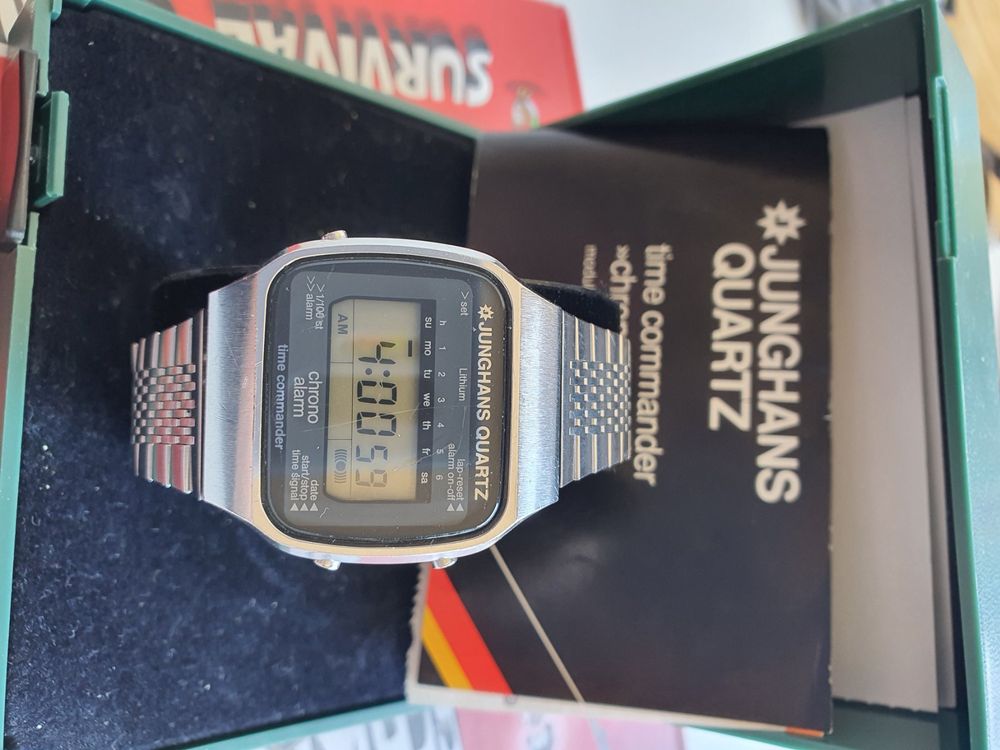 SURVIVAL
JUNGHANS
QUARTZ
time commander
JUNGHANS QUARTZ
> set Lithium lap-reset
alarm on-off
h 1 2 3 4 5 6
su mo tu we th fr sa
4:00 59
AM
> 1/100 st
>> alarm
chrono
alarm
date
start/stop
time signal
time commander